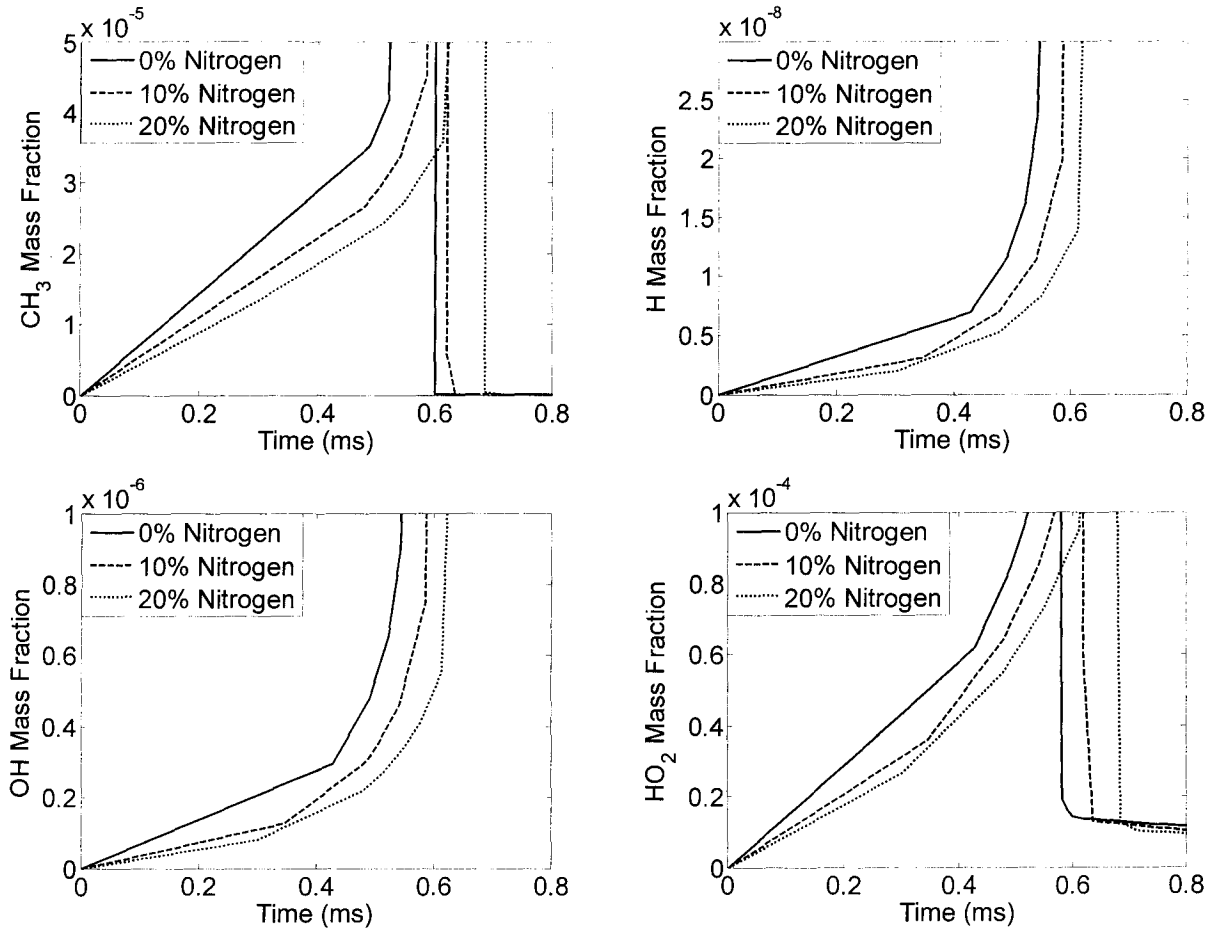 x 10-5
5
4
3
2
1
0
0% Nitrogen
10% Nitrogen
20% Nitrogen
CH3 Mass Fraction
0 0.2 0.4 0.6 0.8
Time (ms)
x 10-8
2.5
2
1.5
1
0.5
0
0% Nitrogen
10% Nitrogen
20% Nitrogen
H Mass Fraction
0 0.2 0.4 0.6 0.8
Time (ms)
x 10-6
1
0.8
0.6
0.4
0.2
0
0% Nitrogen
10% Nitrogen
20% Nitrogen
OH Mass Fraction
0 0.2 0.4 0.6 0.8
Time (ms)
x 10-4
1
0.8
0.6
0.4
0.2
0
0% Nitrogen
10% Nitrogen
20% Nitrogen
HO2 Mass Fraction
0 0.2 0.4 0.6 0.8
Time (ms)